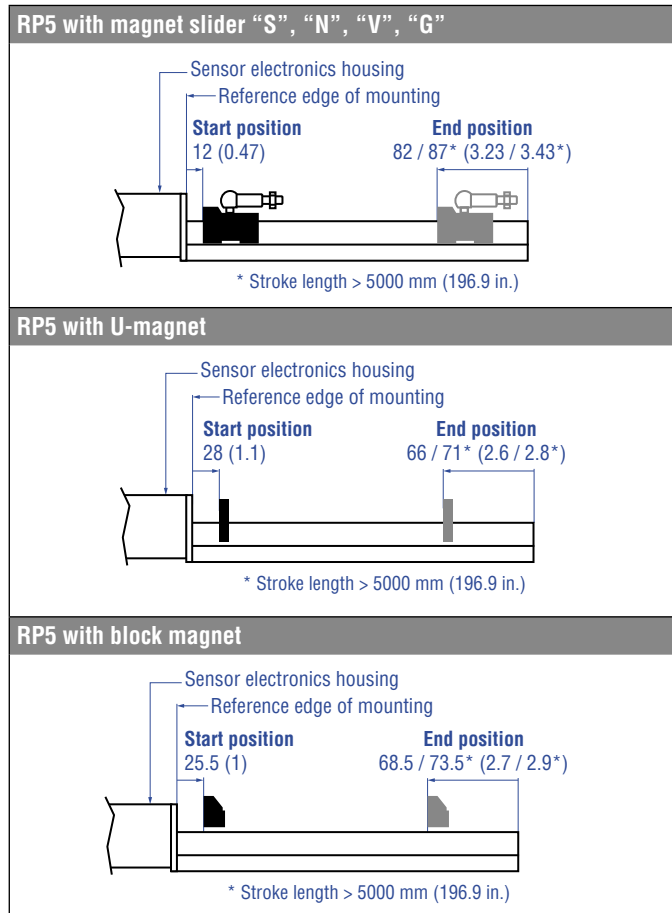 RP5 with magnet slider “S”, “N”, “V”, “G”
Sensor electronics housing
Reference edge of mounting
Start position
12 (0.47)
End position
82 / 87* (3.23 / 3.43*)
* Stroke length > 5000 mm (196.9 in.)
RP5 with U-magnet
Sensor electronics housing
Reference edge of mounting
Start position
28 (1.1)
End position
66 / 71* (2.6 / 2.8*)
* Stroke length > 5000 mm (196.9 in.)
RP5 with block magnet
Sensor electronics housing
Reference edge of mounting
Start position
25.5 (1)
End position
68.5 / 73.5* (2.7 / 2.9*)
* Stroke length > 5000 mm (196.9 in.)